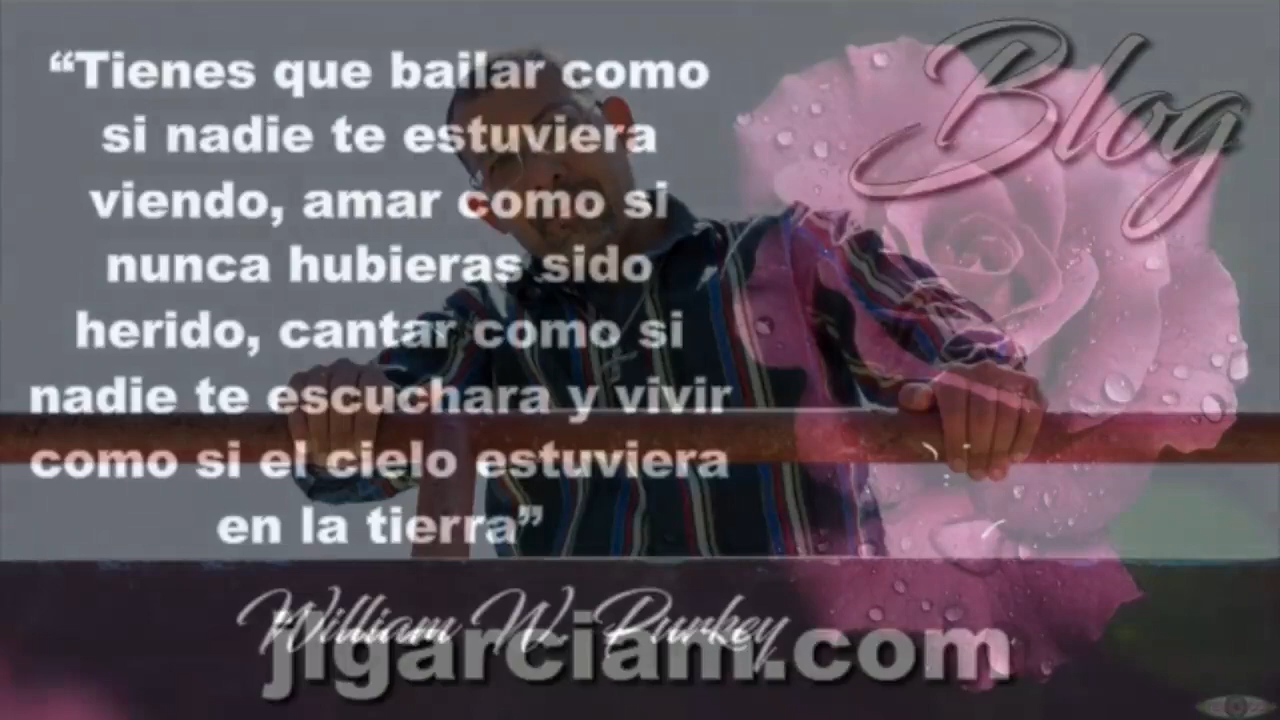 “Tienes que bailar como
si nadie te estuviera
viendo, amar como si
nunca hubieras sido
herido, cantar como si
nadie te escuchara y vivir
como si el cielo estuviera
en la tierra”
Blog
William W. Purkey
jlgarciam.com